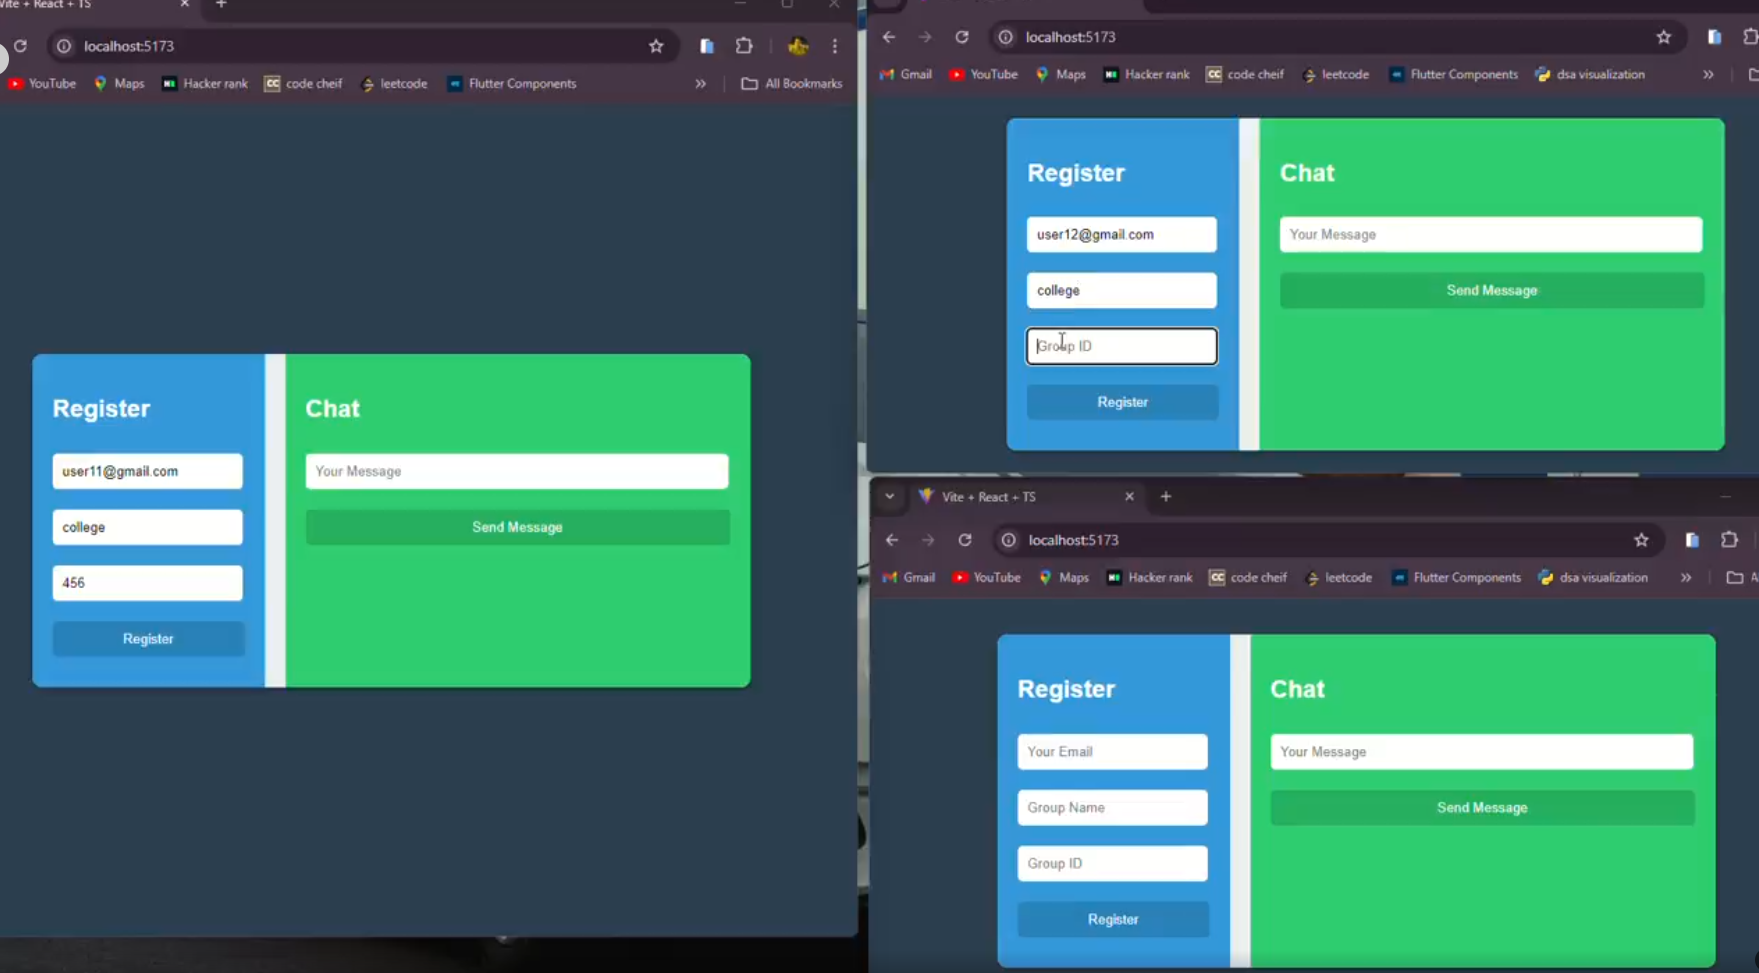 Vite + React + TS
localhost:5173
YouTube Maps Hacker rank CC code cheif leetcode Flutter Components » All Bookmarks
Register
user11@gmail.com
college
456
Register
Chat
Your Message
Send Message
localhost:5173
Gmail YouTube Maps Hacker rank CC code cheif leetcode Flutter Components dsa visualization »
Register
user12@gmail.com
college
Group ID
Register
Chat
Your Message
Send Message
Vite + React + TS
localhost:5173
Gmail YouTube Maps Hacker rank CC code cheif leetcode Flutter Components dsa visualization » A
Register
Your Email
Group Name
Group ID
Register
Chat
Your Message
Send Message